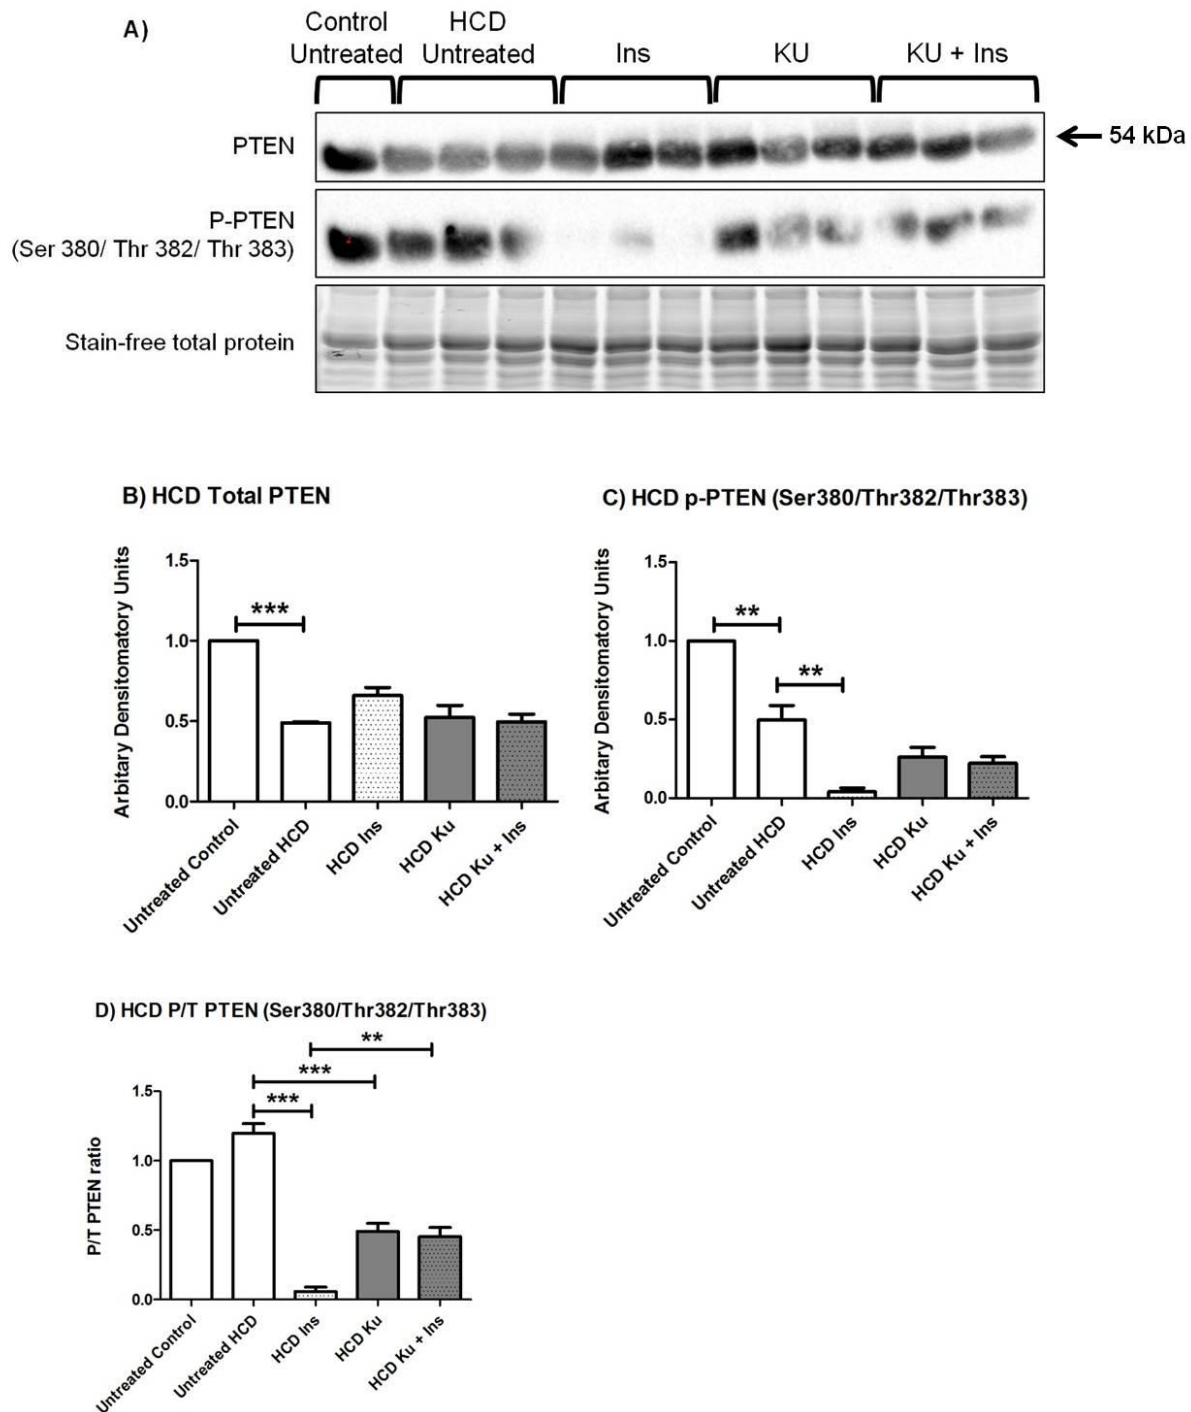 A)
Control
Untreated
HCD
Untreated
Ins
KU
KU + Ins
PTEN
54 kDa
P-PTEN
(Ser 380/ Thr 382/ Thr 383)
Stain-free total protein
B) HCD Total PTEN
Arbitary Densitomatory Units
1.5
1.0
0.5
0.0
***
Untreated Control
Untreated HCD
HCD Ins
HCD Ku
HCD Ku + Ins
C) HCD p-PTEN (Ser380/Thr382/Thr383)
Arbitary Densitomatory Units
1.5
1.0
0.5
0.0
**
**
Untreated Control
Untreated HCD
HCD Ins
HCD Ku
HCD Ku + Ins
D) HCD P/T PTEN (Ser380/Thr382/Thr383)
P/T PTEN ratio
1.5
1.0
0.5
0.0
**
***
***
Untreated Control
Untreated HCD
HCD Ins
HCD Ku
HCD Ku + Ins